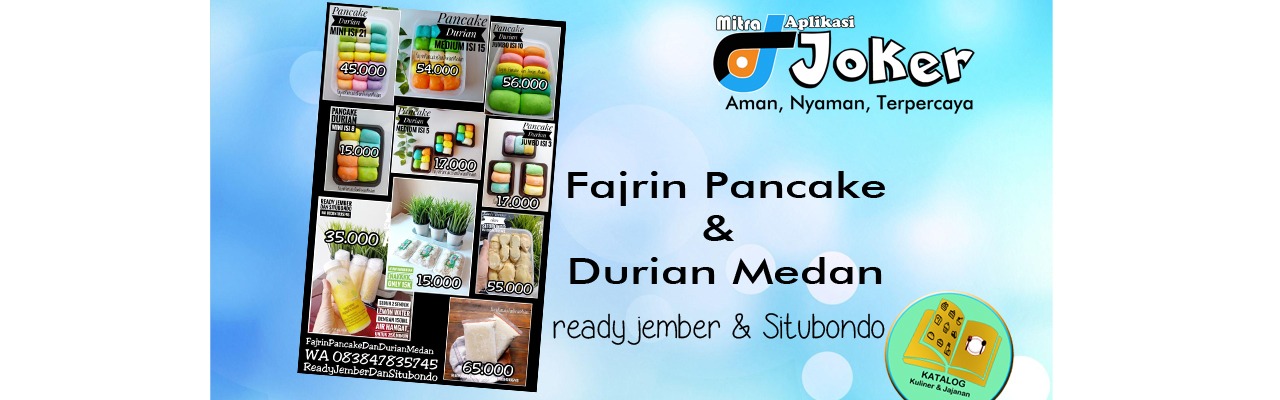 Pancake
Durian
MINI ISI 21
45.000
Pancake
Durian
MEDIUM ISI 15
54.000
Pancake
Durian
JUMBO ISI 10
56.000
PANCAKE
DURIAN
MINI ISI 8
15.000
Pancake
Durian
MEDIUM ISI 5
17.000
Pancake
Durian
JUMBO ISI 3
17.000
READY JEMBER
DAN SITUBONDO
35.000
LEMON WATER
DENGAN 150ML
AIR HANGAT
ONLY 15K
15.000
55.000
65.000
FajrinPancakeDanDurianMedan
WA 083847835745
ReadyJemberDanSitubondo
Mitra Aplikasi
JoKer
Aman, Nyaman, Terpercaya
Fajrin Pancake
&
Durian Medan
ready jember & Situbondo
KATALOG
Kuliner & Jajanan